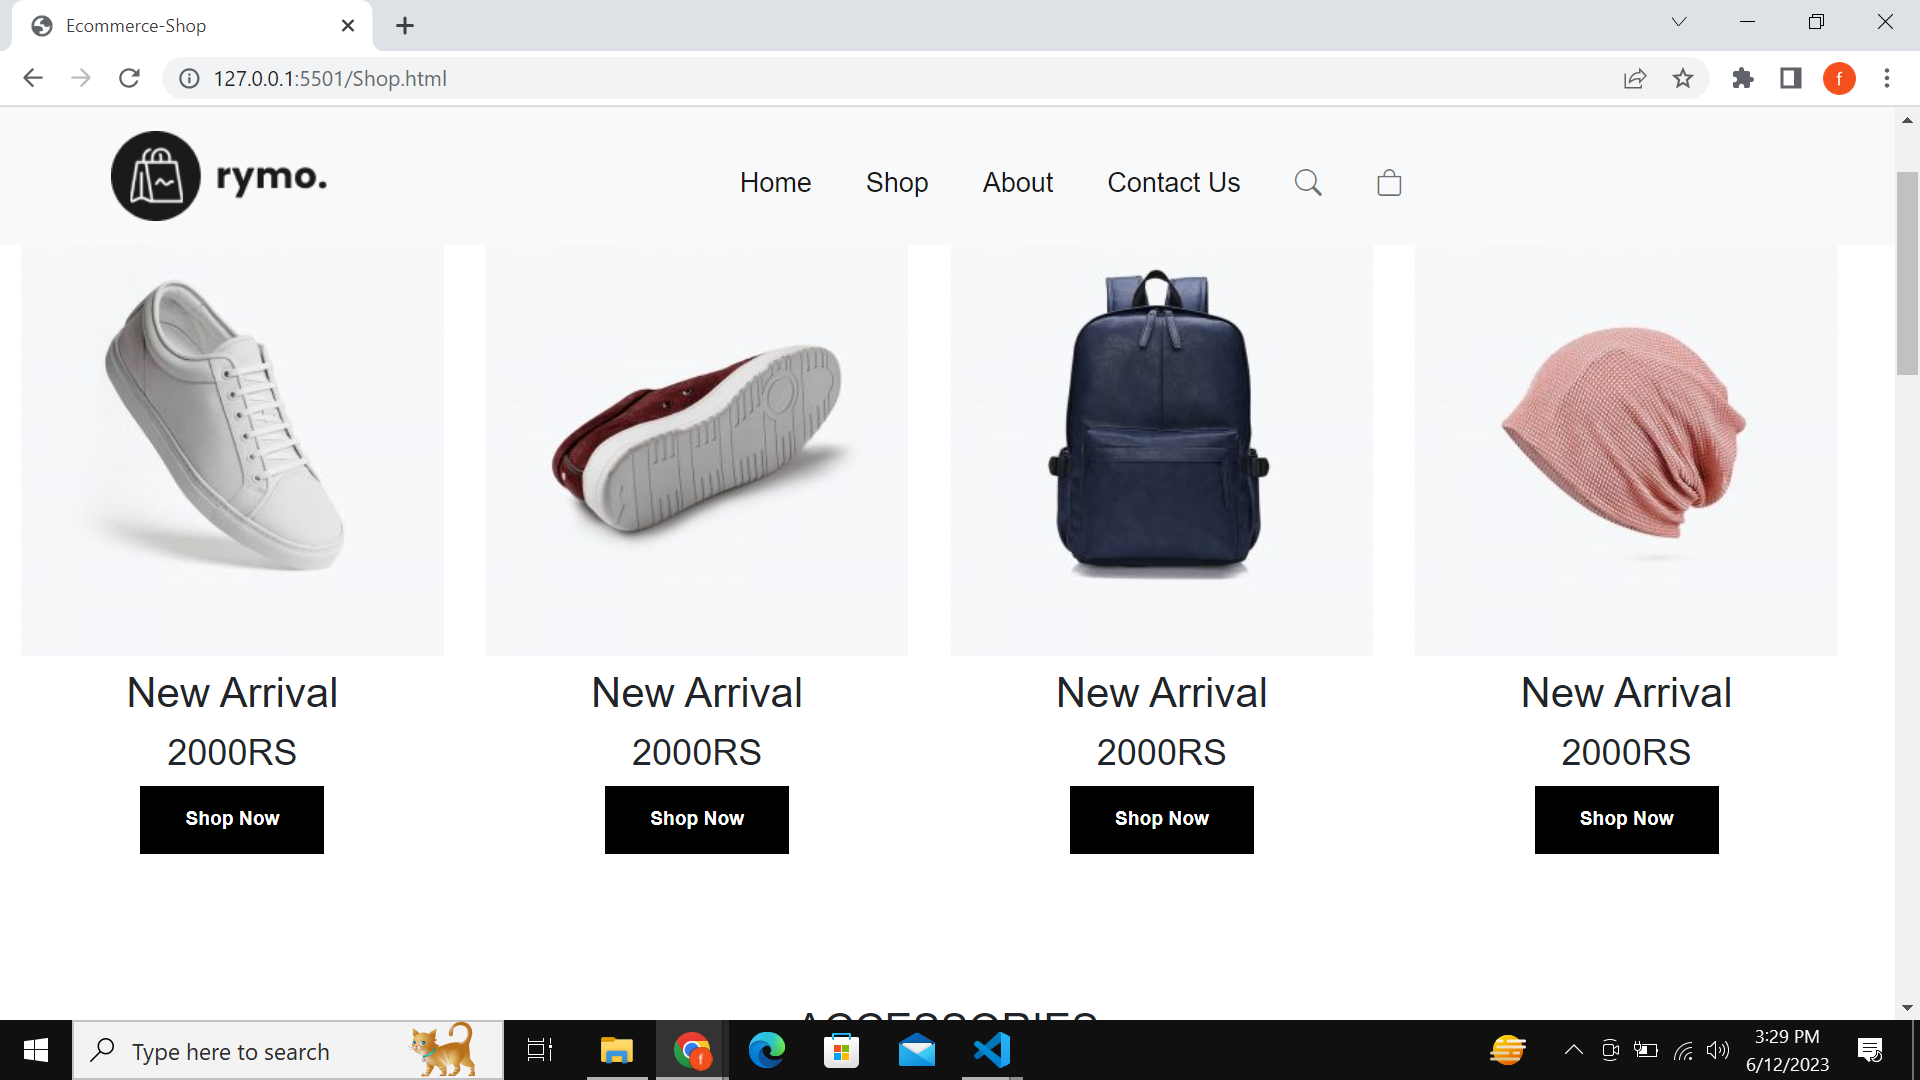 Ecommerce-Shop
127.0.0.1:5501/Shop.html
f
rymo.
Home Shop About Contact Us
New Arrival New Arrival New Arrival New Arrival
2000RS 2000RS 2000RS 2000RS
Shop Now Shop Now Shop Now Shop Now
ACCESSORIES
Type here to search
f
3:29 PM
6/12/2023